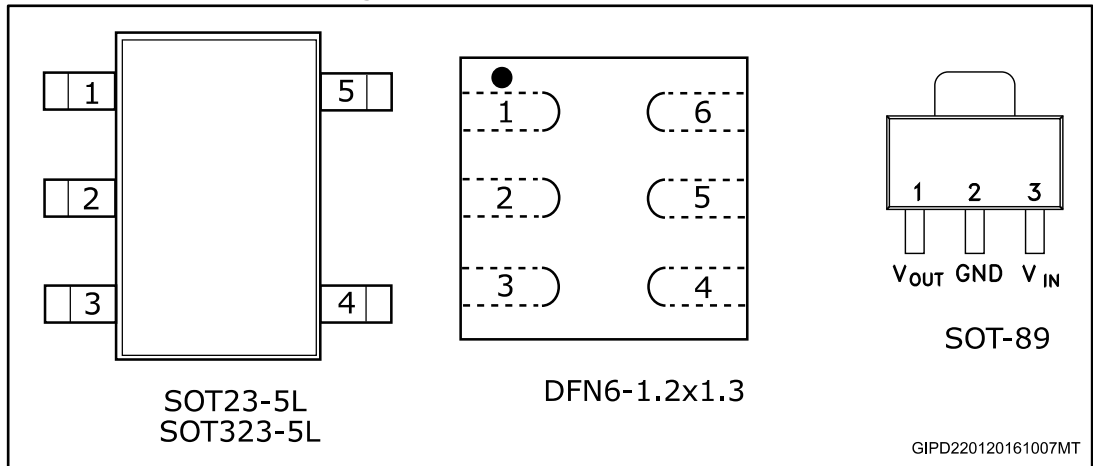 1
5
2
3
4
SOT23-5L
SOT323-5L
1
6
2
5
3
4
DFN6-1.2x1.3
1 2 3
VOUT GND VIN
SOT-89
GIPD220120161007MT